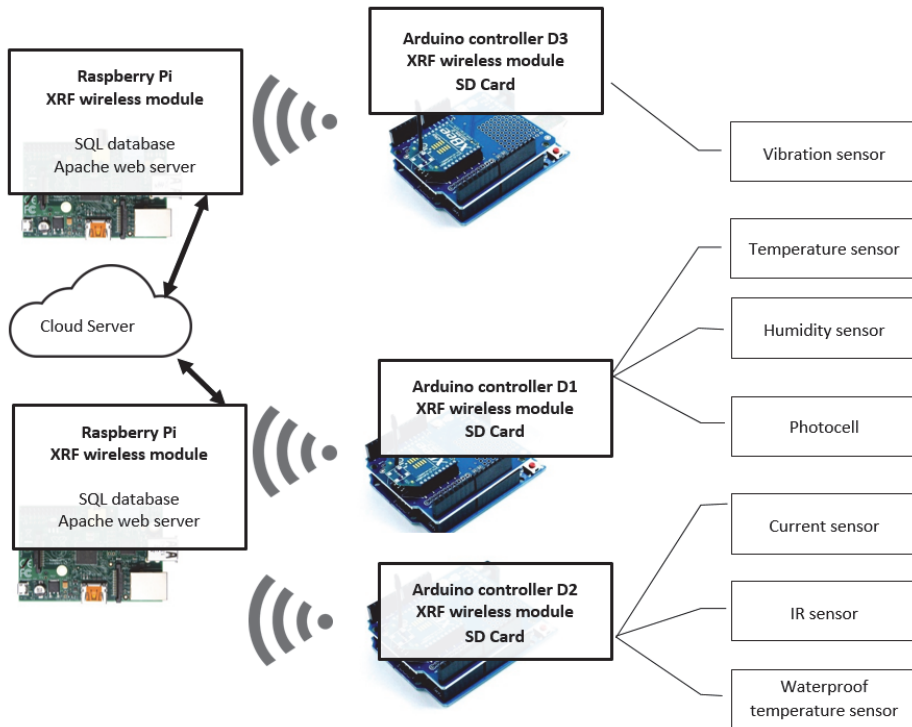 Arduino controller D3
XRF wireless module
SD Card
Raspberry Pi
XRF wireless module
SQL database
Apache web server
XBee
Vibration sensor
Temperature sensor
Cloud Server
Humidity sensor
Arduino controller D1
XRF wireless module
SD Card
Photocell
Raspberry Pi
XRF wireless module
SQL database
Apache web server
Current sensor
Arduino controller D2
XRF wireless module
SD Card
IR sensor
Waterproof
temperature sensor